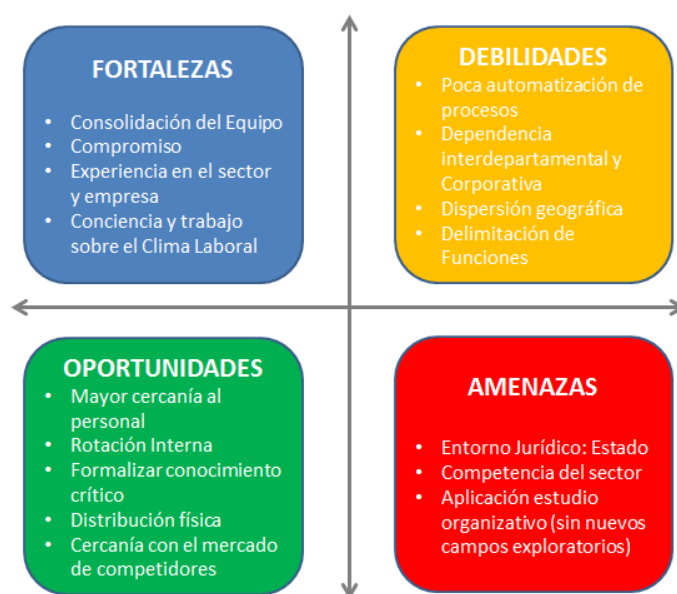 FORTALEZAS
• Consolidación del Equipo
• Compromiso
• Experiencia en el sector
y empresa
• Conciencia y trabajo
sobre el Clima Laboral
DEBILIDADES
• Poca automatización de
procesos
• Dependencia
interdepartamental y
Corporativa
• Dispersión geográfica
• Delimitación de
Funciones
OPORTUNIDADES
• Mayor cercanía al
personal
• Rotación Interna
• Formalizar conocimiento
crítico
• Distribución física
• Cercanía con el mercado
de competidores
AMENAZAS
• Entorno Jurídico: Estado
• Competencia del sector
• Aplicación estudio
organizativo (sin nuevos
campos exploratorios)